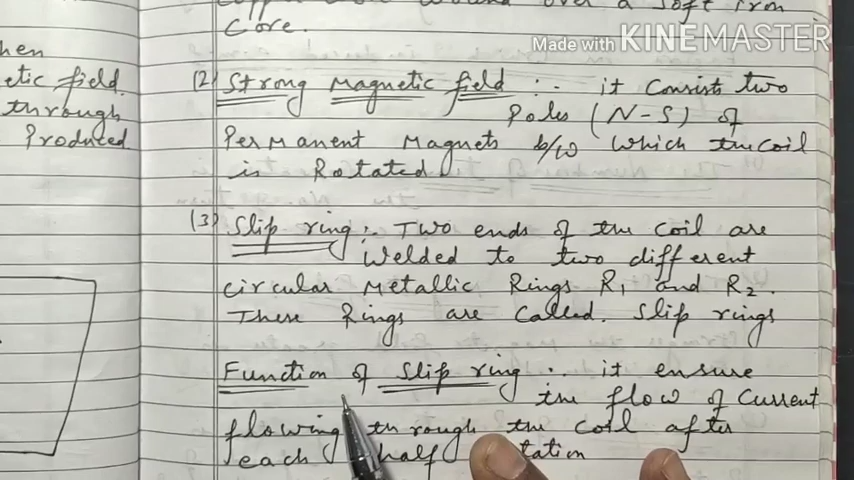 core.
Made with KINEMASTER
hen
etic field.
through
Produced
(2) Strong Magnetic field :- it consists two
Poles (N-S) of
Permanent Magnets b/w which the coil
is Rotated.
(3) Slip ring :- Two ends of the coil are
Welded to two different
circular Metallic Rings R1 and R2.
These Rings are called. Slip rings
Function of Slip ring :- it ensure
the flow of current
flowing through the coil after
each half tation